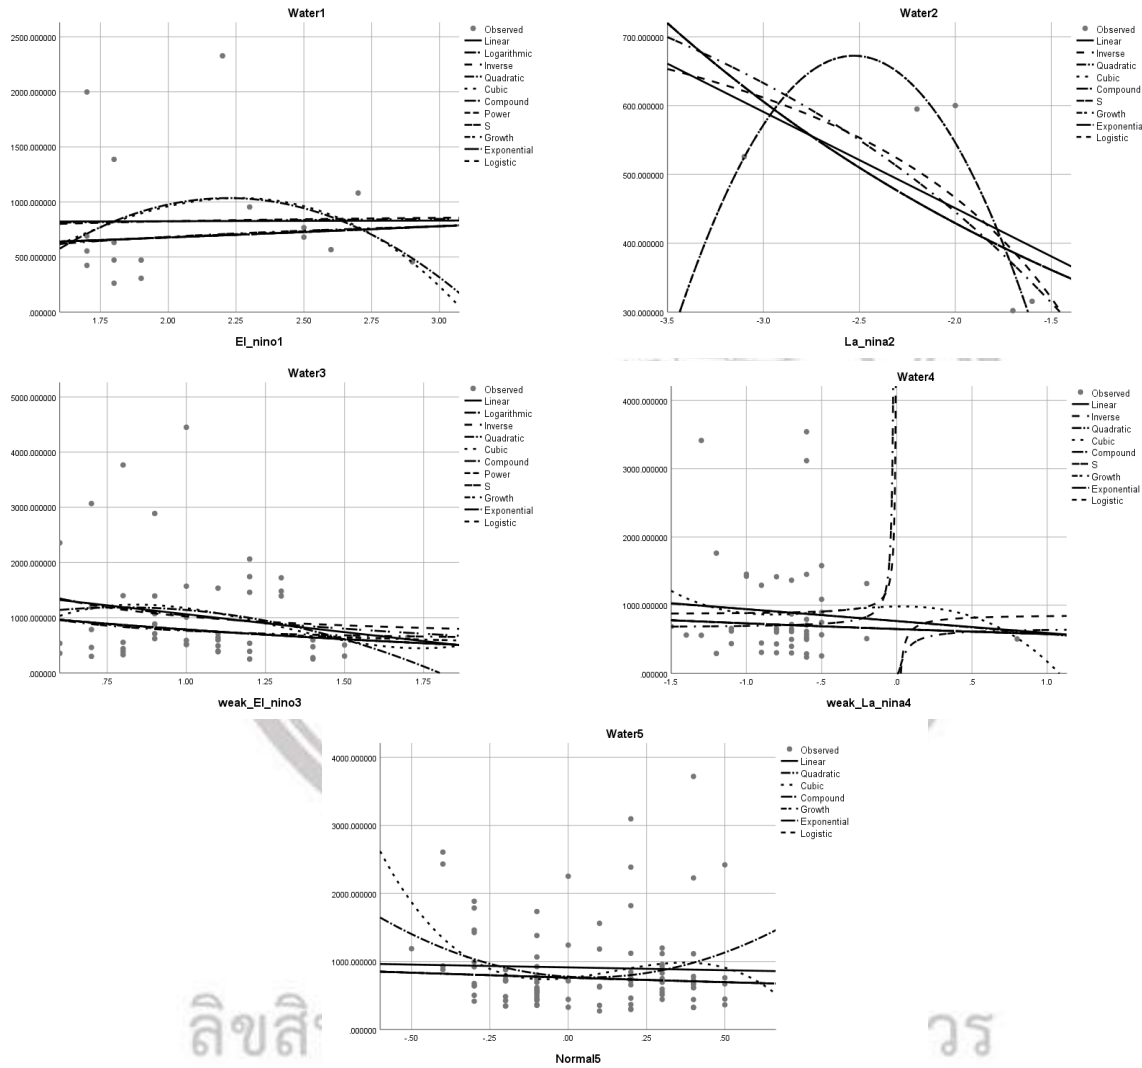 Water1
2500.000000
2000.000000
1500.000000
1000.000000
500.000000
.000000
1.75 2.00 2.25 2.50 2.75 3.00
El_nino1
Observed
Linear
Logarithmic
Inverse
Quadratic
Cubic
Compound
Power
S
Growth
Exponential
Logistic
Water2
700.000000
600.000000
500.000000
400.000000
300.000000
-3.5 -3.0 -2.5 -2.0 -1.5
La_nina2
Observed
Linear
Inverse
Quadratic
Cubic
Compound
S
Growth
Exponentia
Logistic
Water3
5000.000000
4000.000000
3000.000000
2000.000000
1000.000000
.000000
.75 1.00 1.25 1.50 1.75
weak_El_nino3
Observed
Linear
Logarithmic
Inverse
Quadratic
Cubic
Compound
Power
S
Growth
Exponential
Logistic
Water4
4000.000000
3000.000000
2000.000000
1000.000000
.000000
-1.5 -1.0 -.5 .0 .5 1.0
weak_La_nina4
Observed
Linear
Inverse
Quadratic
Cubic
Compound
S
Growth
Exponential
Logistic
Water5
4000.000000
3000.000000
2000.000000
1000.000000
.000000
-.50 -.25 .00 .25 .50
Normal5
Observed
Linear
Quadratic
Cubic
Compound
Growth
Exponential
Logistic
ลิขสิ วร